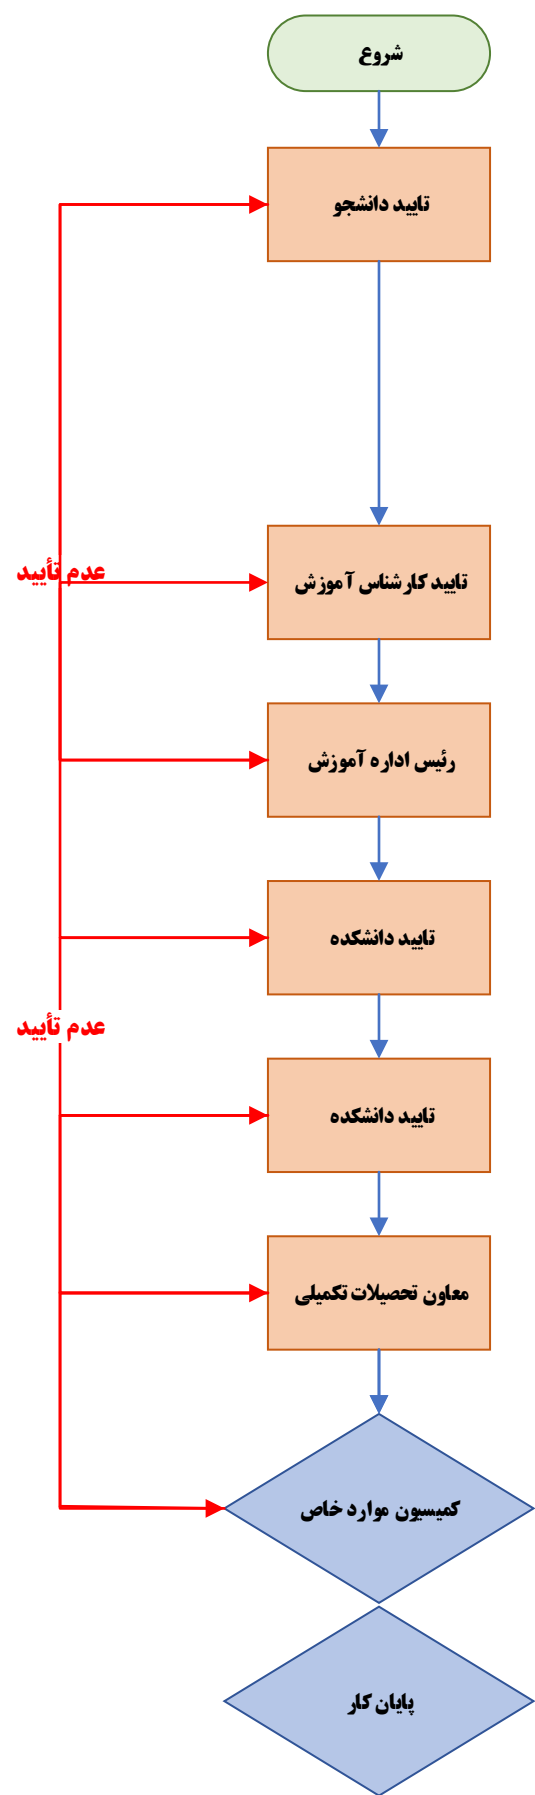 شروع
تایید دانشجو
عدم تأیید
تایید کارشناس آموزش
رئیس اداره آموزش
تایید دانشکده
عدم تأیید
تایید دانشکده
معاون تحصیلات تکمیلی
کمیسیون موارد خاص
پایان کار